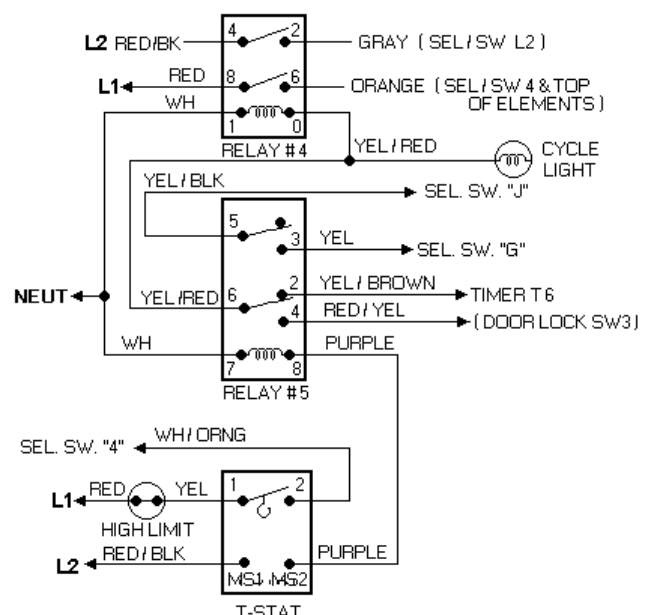 4 2
L2 RED/BK GRAY ( SEL/ SW L2 )
8 6
L1 RED ORANGE ( SEL/ SW 4 & TOP
OF ELEMENTS )
WH
1 0
RELAY #4 YEL/RED CYCLE
LIGHT
YEL/BLK SEL. SW. "J"
5
3 YEL SEL. SW. "G"
2 YEL/BROWN
NEUT YEL/RED 6 TIMER T6
4 RED/YEL ( DOOR LOCK SW3 )
WH PURPLE
7 8
RELAY #5
SEL. SW. "4" WH/ORNG
L1 RED YEL 1 2
HIGH LIMIT
L2 RED/BLK PURPLE
MS1 MS2
T-STAT